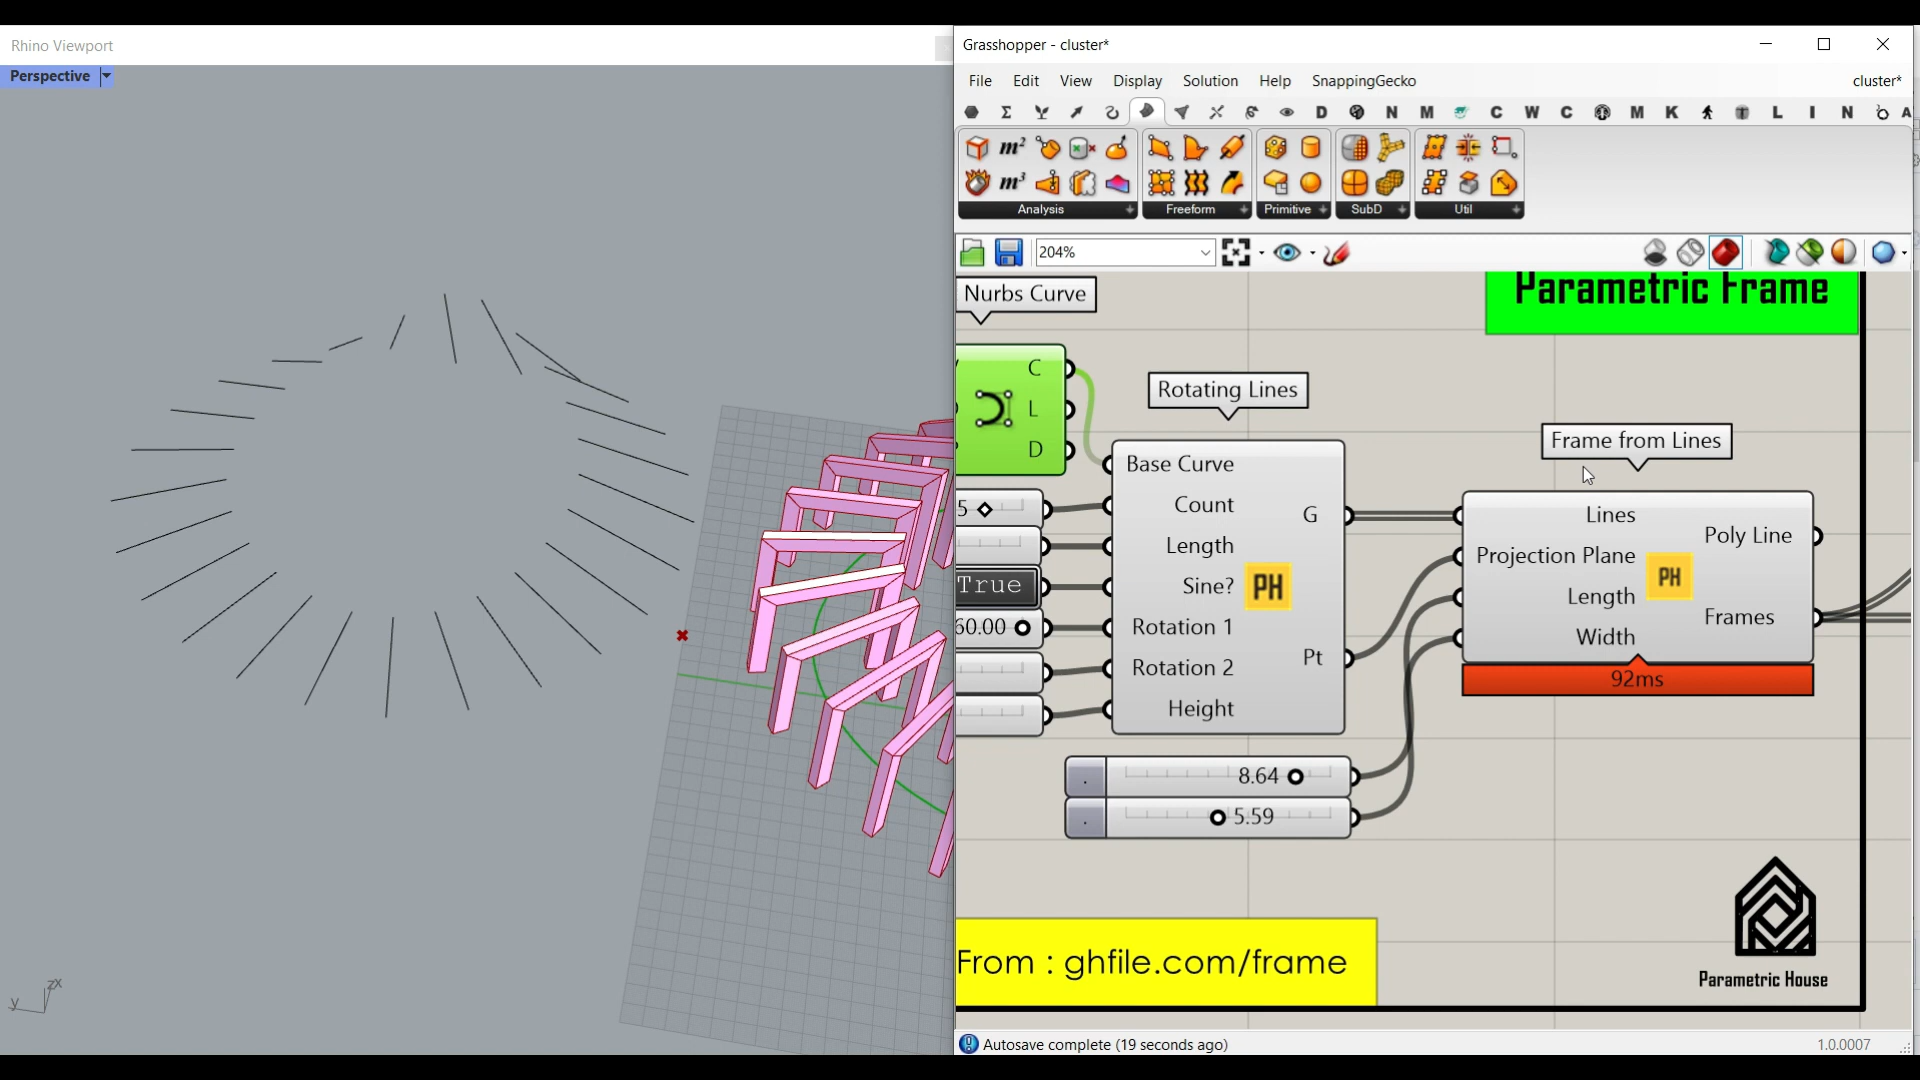 Rhino Viewport
Perspective
Grasshopper - cluster*
File Edit View Display Solution Help SnappingGecko
cluster*
D N M C W C M K L I N A
m²
m³
Analysis
Freeform
Primitive
SubD
Util
204%
Parametric Frame
Nurbs Curve
C
L
D
Rotating Lines
Base Curve
Count
Length
Sine?
Rotation 1
Rotation 2
Height
G
Pt
PH
5
True
60.00
8.64
5.59
Frame from Lines
Lines
Projection Plane
Length
Width
PH
Poly Line
Frames
92ms
From : ghfile.com/frame
Parametric House
Autosave complete (19 seconds ago)
1.0.0007
y
z x